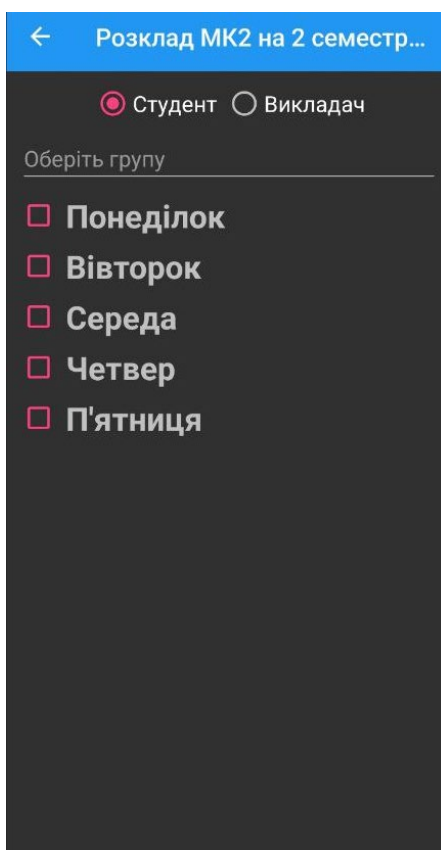 Розклад МК2 на 2 семестр...
Студент Викладач
Оберіть групу
Понеділок
Вівторок
Середа
Четвер
П'ятниця